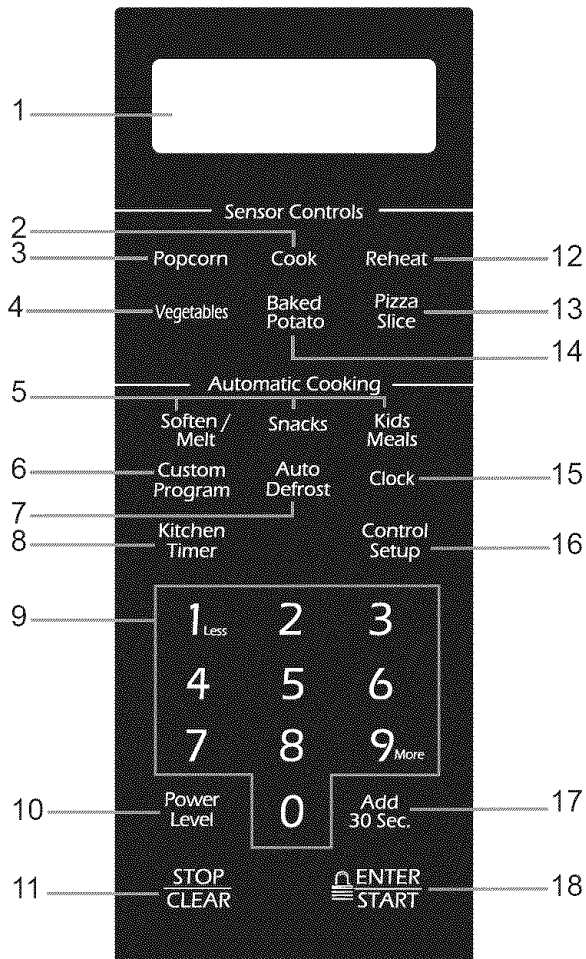 1
Sensor Controls
2
3 Popcorn Cook Reheat 12
4 Vegetables Baked Potato Pizza Slice 13
14
Automatic Cooking
5
Soften / Melt Snacks Kids Meals
6 Custom Program Auto Defrost Clock 15
7
8 Kitchen Timer Control Setup 16
9 1 Less 2 3
4 5 6
7 8 9 More
10 Power Level 0 Add 30 Sec. 17
11 STOP CLEAR ENTER START 18